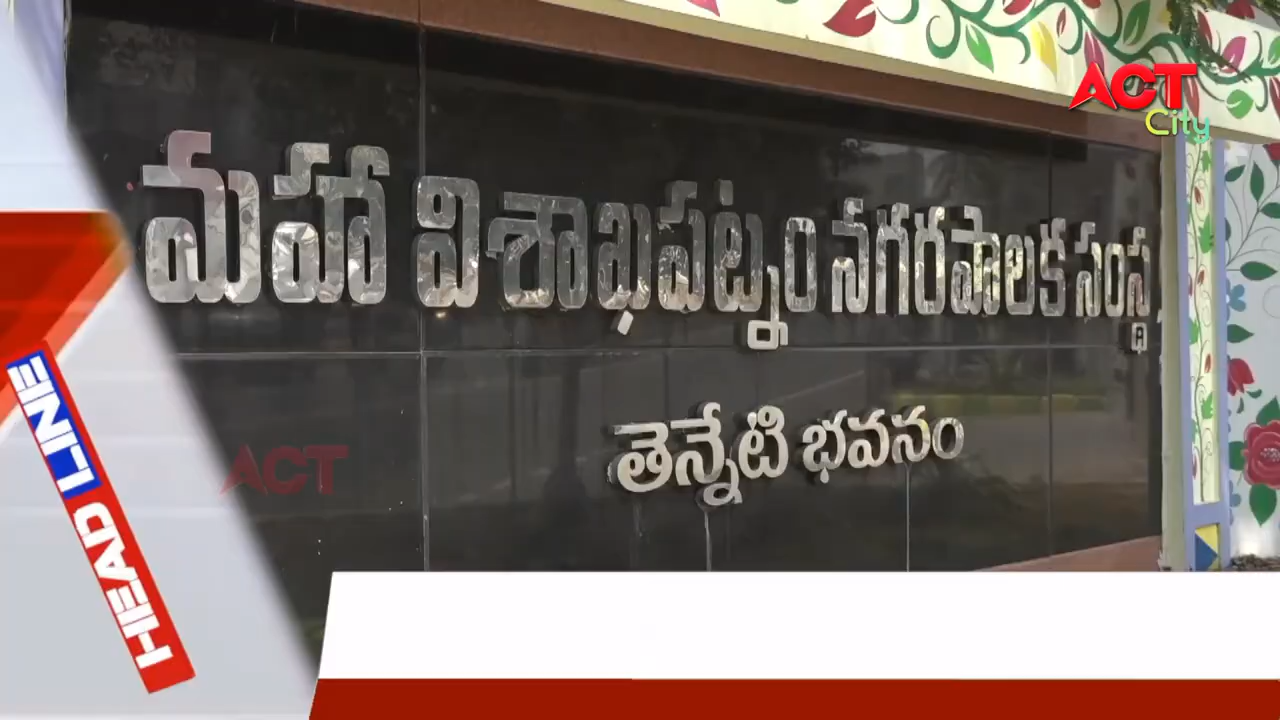 ACT
City
మహా విశాఖపట్నం నగరపాలక సంస్థ
తెన్నేటి భవనం
ACT
HEAD LINE